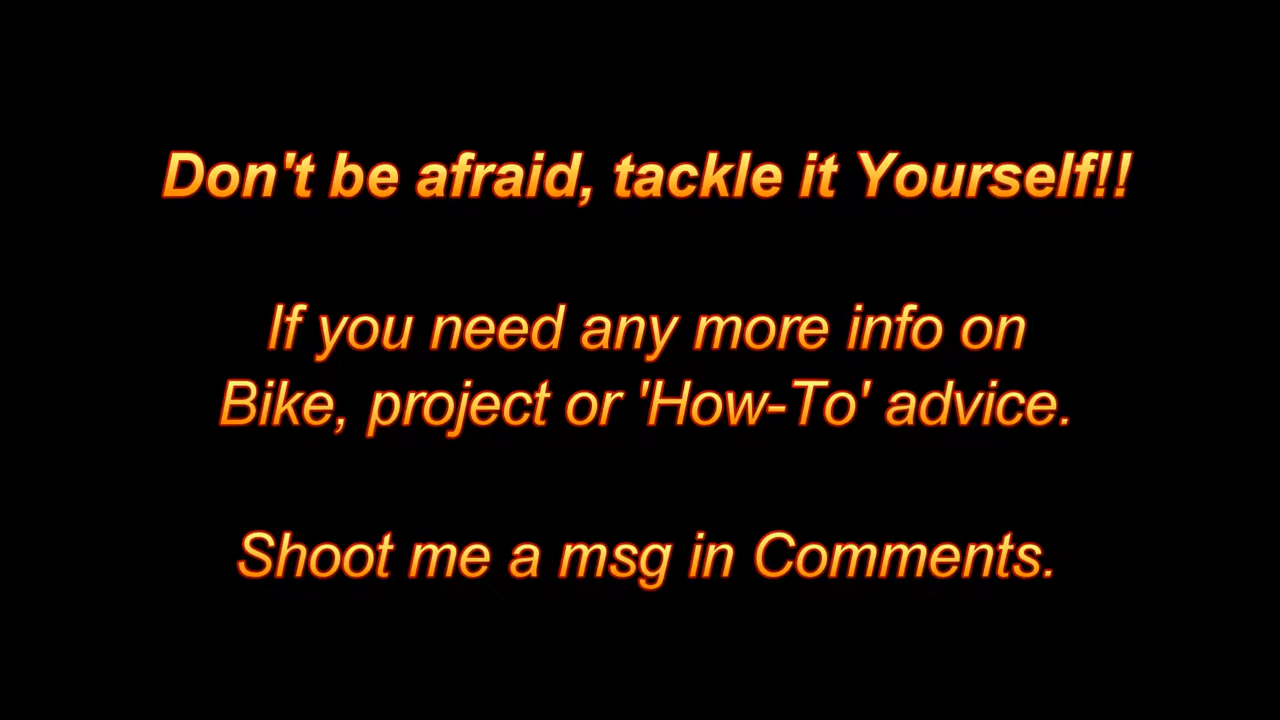 Don't be afraid, tackle it Yourself!!
If you need any more info on
Bike, project or 'How-To' advice.
Shoot me a msg in Comments.